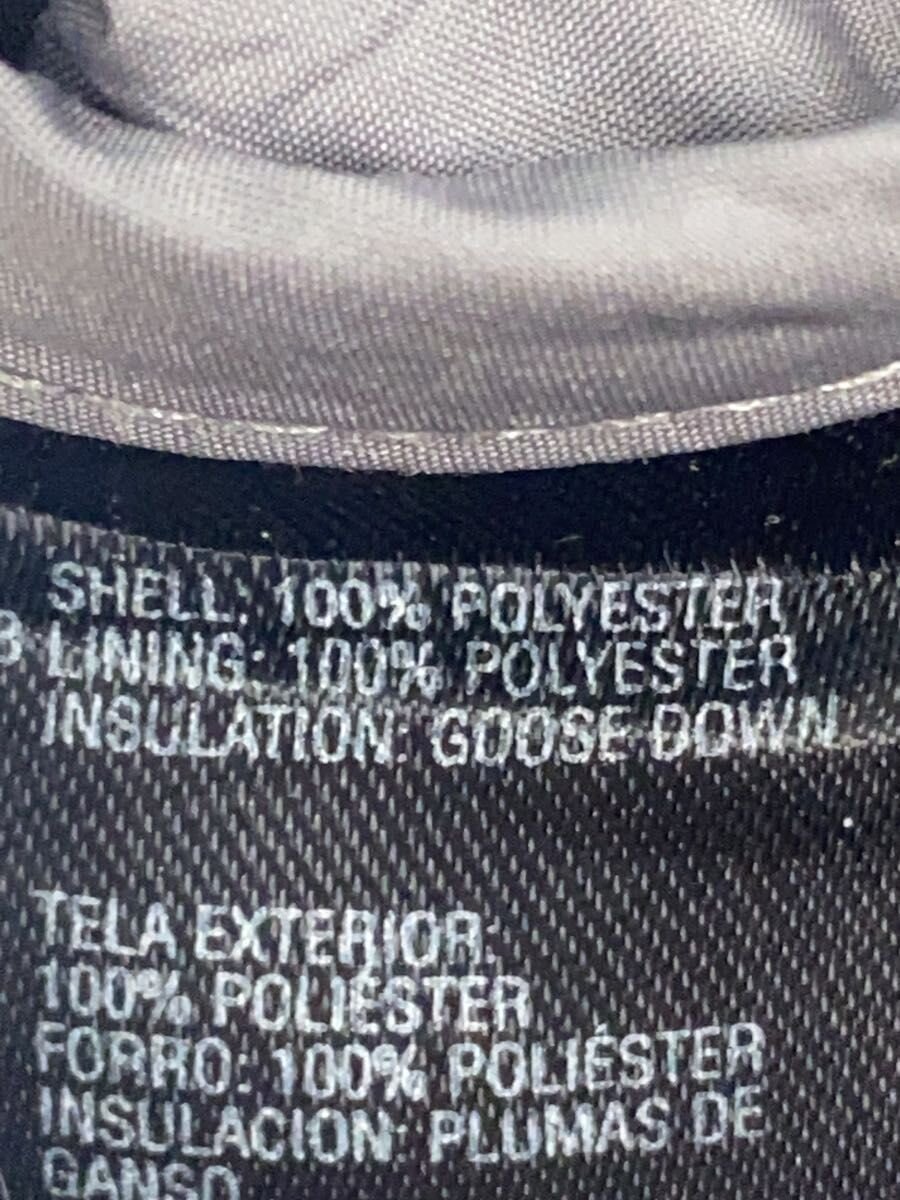 SHELL: 100% POLYESTER
LINING: 100% POLYESTER
INSULATION: GOOSE DOWN
TELA EXTERIOR:
100% POLIÉSTER
FORRO: 100% POLIÉSTER
INSULACION: PLUMAS DE
GANSO